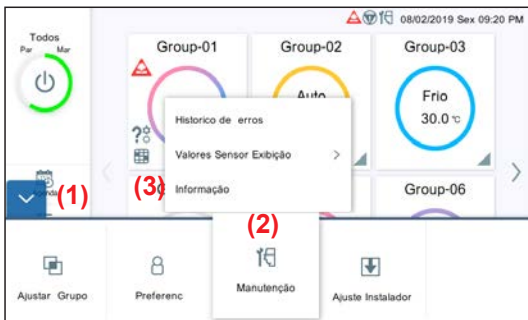 08/02/2019 Sex 09:20 PM
Todos
Par Mar
Group-01
Group-02
Group-03
Auto
Frio
30.0 ℃
Historico de erros
Valores Sensor Exibição >
Informação
(1)
(3)
Group-06
(2)
Ajustar Grupo
Preferenc
Manutenção
Ajuste Instalador